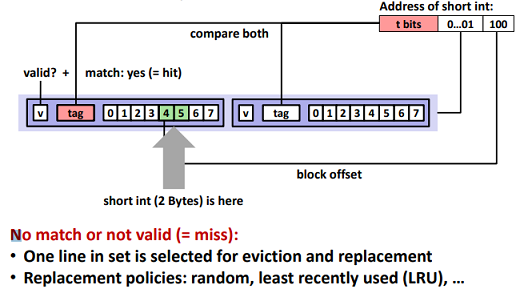 Address of short int:
t bits 0...01 100
compare both
valid? + match: yes (= hit)
v tag 0 1 2 3 4 5 6 7 v tag 0 1 2 3 4 5 6 7
block offset
short int (2 Bytes) is here
No match or not valid (= miss):
• One line in set is selected for eviction and replacement
• Replacement policies: random, least recently used (LRU), …